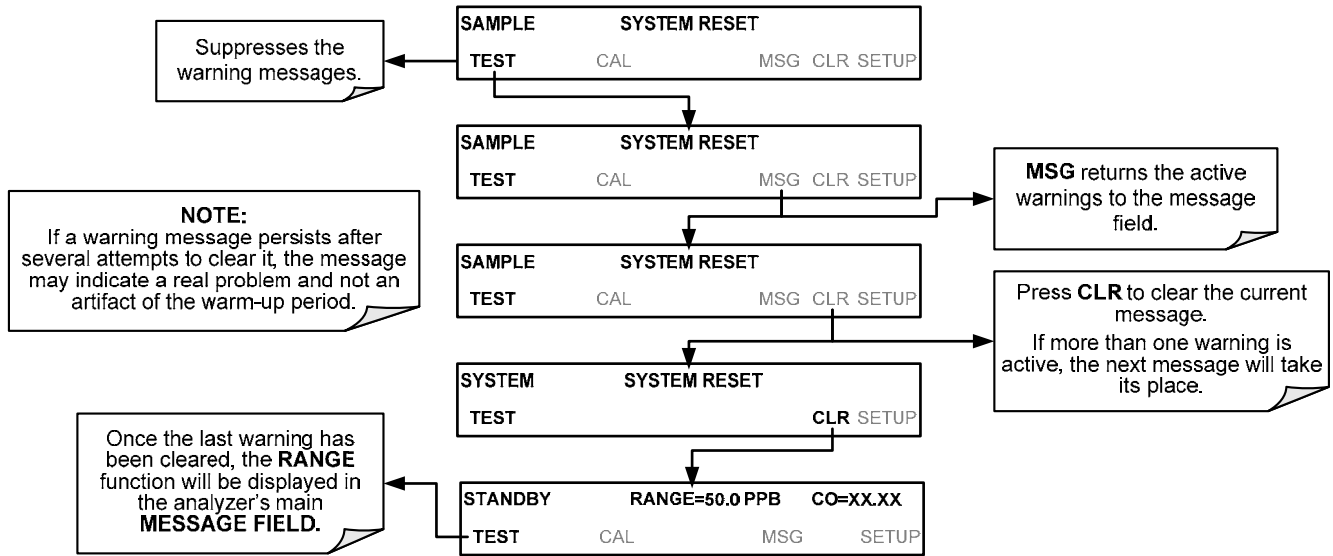 SAMPLE SYSTEM RESET
TEST CAL MSG CLR SETUP
Suppresses the
warning messages.
SAMPLE SYSTEM RESET
TEST CAL MSG CLR SETUP
MSG returns the active
warnings to the message
field.
NOTE:
If a warning message persists after
several attempts to clear it, the message
may indicate a real problem and not an
artifact of the warm-up period.
SAMPLE SYSTEM RESET
TEST CAL MSG CLR SETUP
Press CLR to clear the current
message.
If more than one warning is
active, the next message will take
its place.
SYSTEM SYSTEM RESET
TEST CLR SETUP
Once the last warning has
been cleared, the RANGE
function will be displayed in
the analyzer's main
MESSAGE FIELD.
STANDBY RANGE=50.0 PPB CO=XX.XX
TEST CAL MSG SETUP